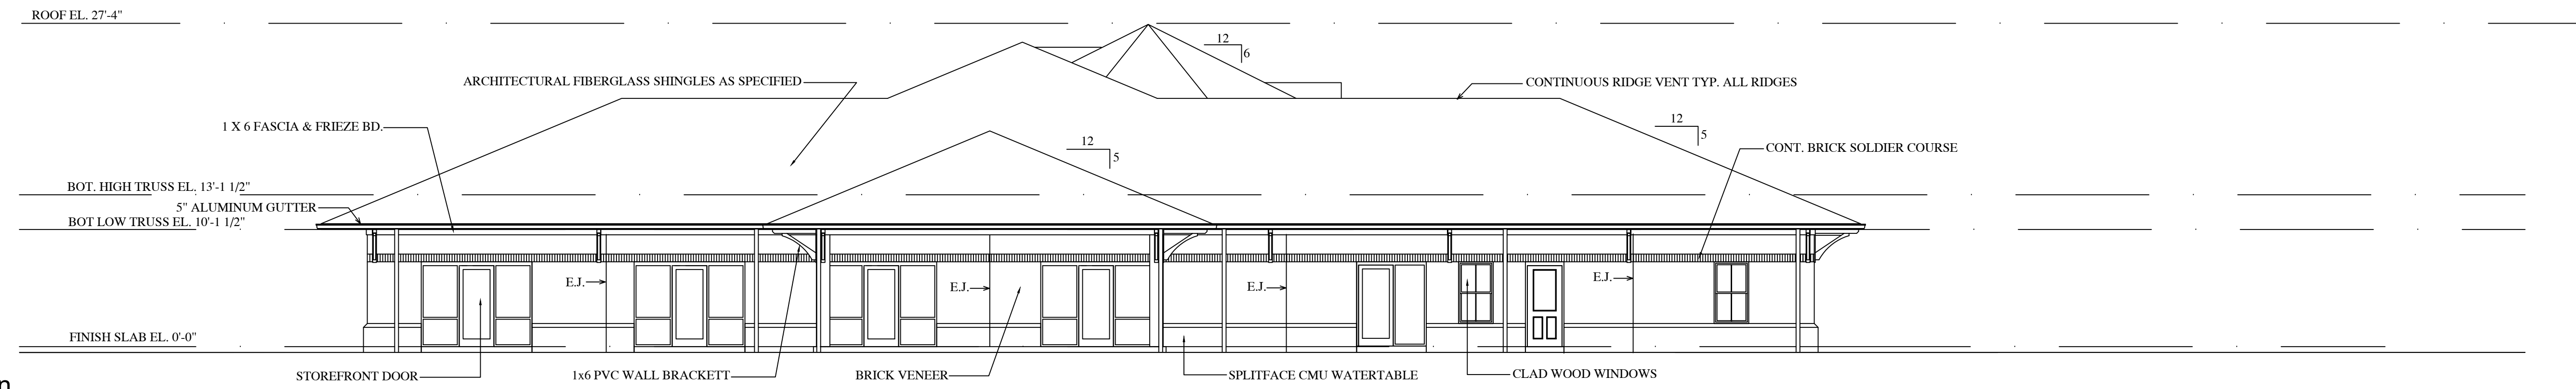 ROOF EL. 27'-4"
12
6
ARCHITECTURAL FIBERGLASS SHINGLES AS SPECIFIED
CONTINUOUS RIDGE VENT TYP. ALL RIDGES
1 X 6 FASCIA & FRIEZE BD.
12
5
12
5
CONT. BRICK SOLDIER COURSE
BOT. HIGH TRUSS EL. 13'-1 1/2"
5" ALUMINUM GUTTER
BOT LOW TRUSS EL. 10'-1 1/2"
E.J.
E.J.
E.J.
E.J.
FINISH SLAB EL. 0'-0"
STOREFRONT DOOR
1x6 PVC WALL BRACKETT
BRICK VENEER
SPLITFACE CMU WATERTABLE
CLAD WOOD WINDOWS